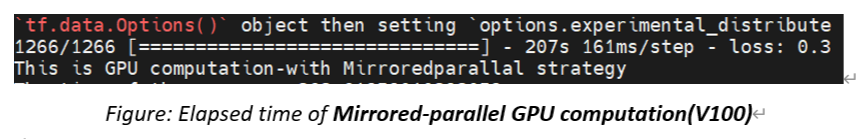 `tf.data.Options()` object then setting `options.experimental_distribute
1266/1266 [==============================] - 207s 161ms/step - loss: 0.3
This is GPU computation-with Mirroredparallal strategy
Figure: Elapsed time of Mirrored-parallel GPU computation(V100)↵